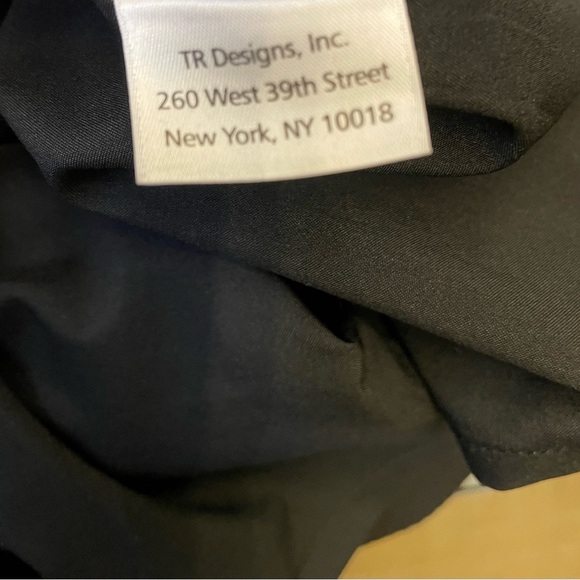 TR Designs, Inc.
260 West 39th Street
New York, NY 10018